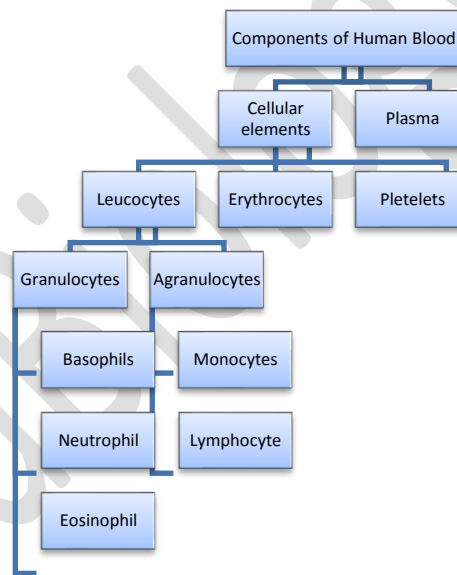 Components of Human Blood
Cellular
elements
Plasma
Leucocytes
Erythrocytes
Pletelets
Granulocytes
Agranulocytes
Basophils
Monocytes
Neutrophil
Lymphocyte
Eosinophil